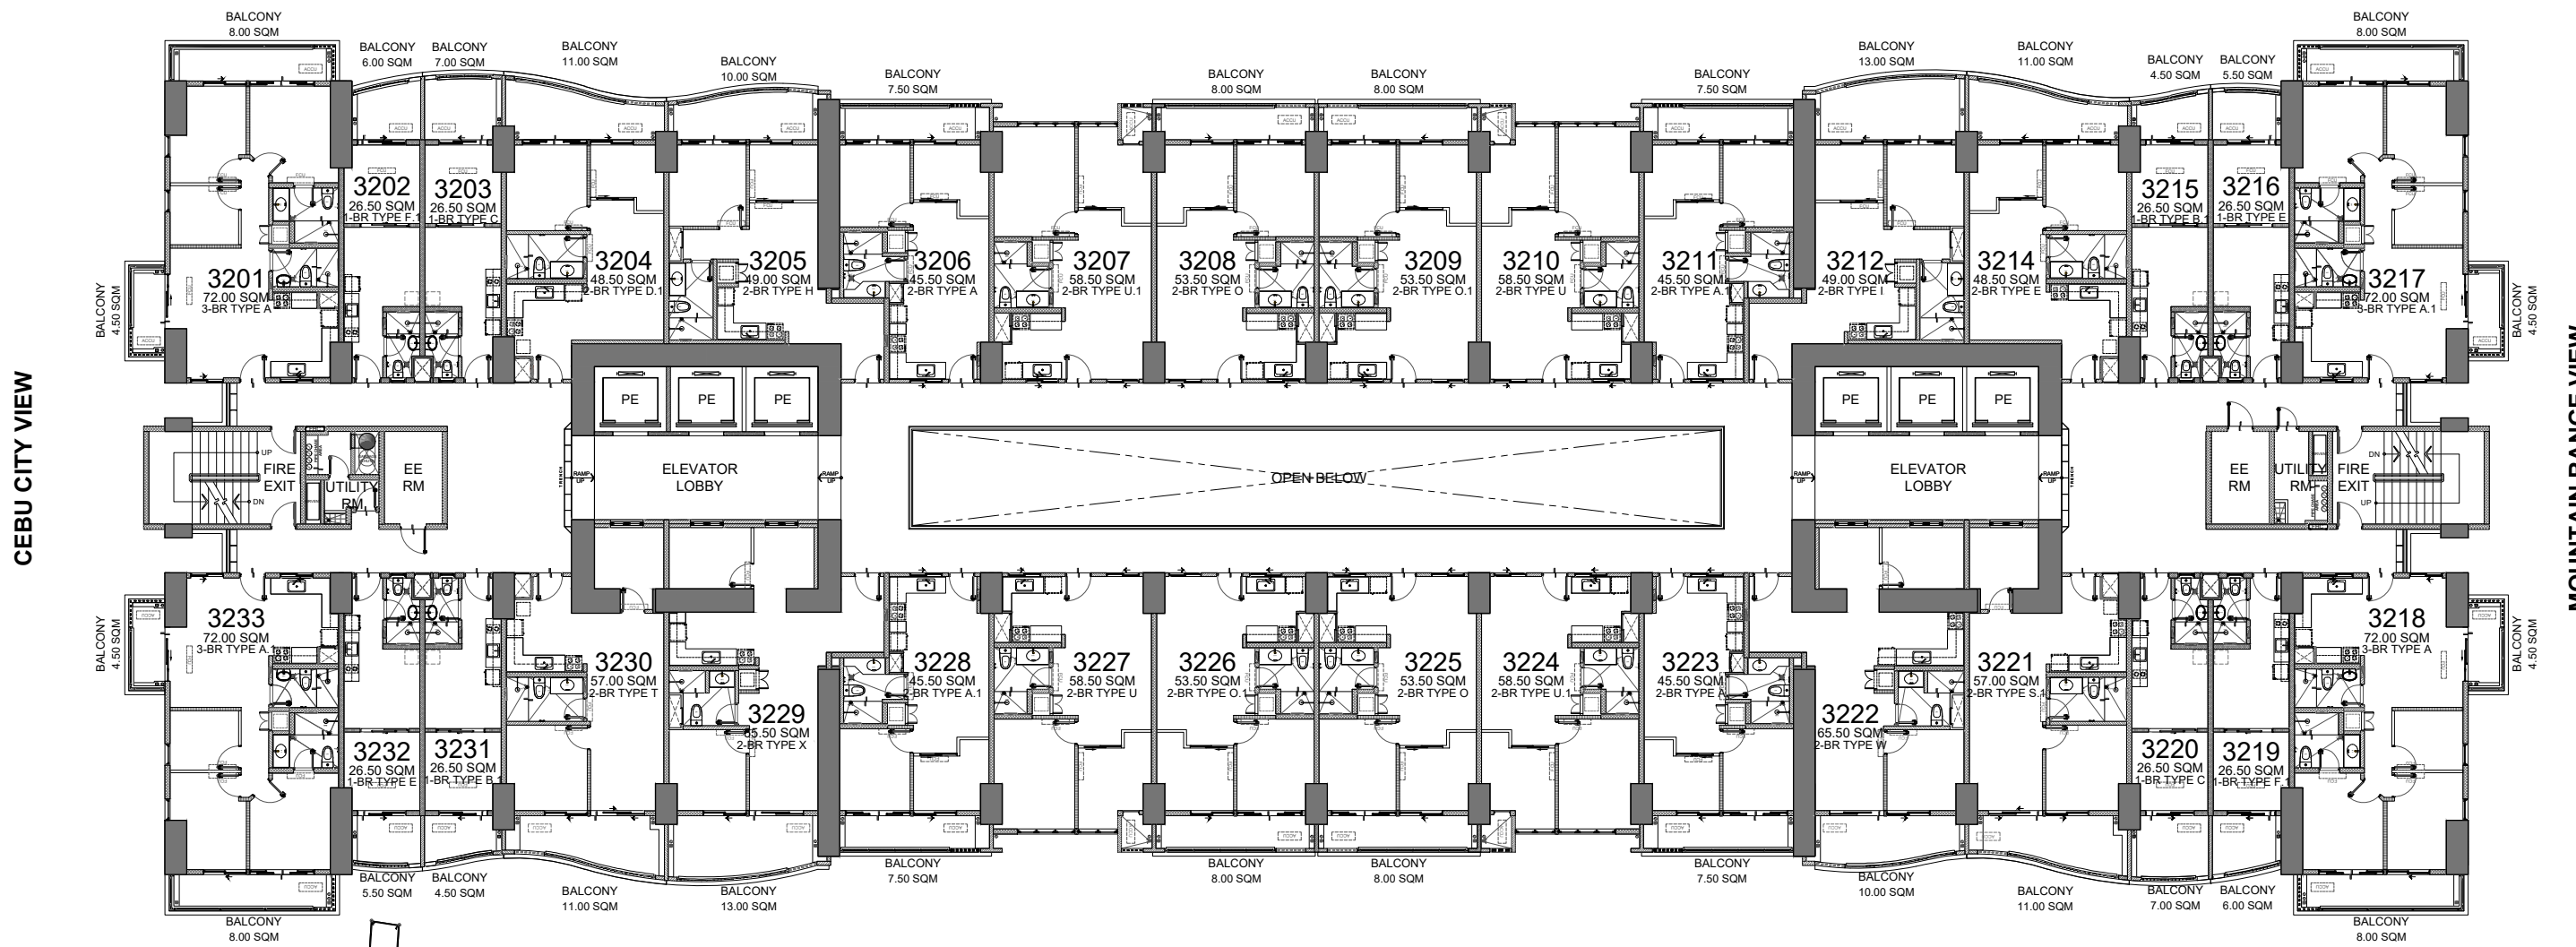 BALCONY
8.00 SQM
BALCONY
6.00 SQM
BALCONY
7.00 SQM
BALCONY
11.00 SQM
BALCONY
10.00 SQM
BALCONY
7.50 SQM
BALCONY
8.00 SQM
BALCONY
8.00 SQM
BALCONY
7.50 SQM
BALCONY
13.00 SQM
BALCONY
11.00 SQM
BALCONY
4.50 SQM
BALCONY
5.50 SQM
BALCONY
8.00 SQM
3201
72.00 SQM
3-BR TYPE A
3202
26.50 SQM
1-BR TYPE F.1
3203
26.50 SQM
1-BR TYPE C
3204
48.50 SQM
2-BR TYPE D.1
3205
49.00 SQM
2-BR TYPE H
3206
45.50 SQM
2-BR TYPE A
3207
58.50 SQM
2-BR TYPE U.1
3208
53.50 SQM
2-BR TYPE O
3209
53.50 SQM
2-BR TYPE O.1
3210
58.50 SQM
2-BR TYPE U
3211
45.50 SQM
2-BR TYPE A.1
3212
49.00 SQM
2-BR TYPE I
3214
48.50 SQM
2-BR TYPE E
3215
26.50 SQM
1-BR TYPE B.1
3216
26.50 SQM
1-BR TYPE E
3217
72.00 SQM
3-BR TYPE A.1
BALCONY
4.50 SQM
BALCONY
4.50 SQM
CEBU CITY VIEW
MOUNTAIN RANGE VIEW
PE
PE
PE
PE
PE
PE
UP
FIRE
EXIT
DN
UTILITY
RM
EE
RM
RAMP
UP
ELEVATOR
LOBBY
RAMP
UP
OPEN BELOW
RAMP
UP
ELEVATOR
LOBBY
RAMP
UP
EE
RM
UTILITY
RM
FIRE
EXIT
DN
UP
BALCONY
4.50 SQM
3233
72.00 SQM
3-BR TYPE A.1
3232
26.50 SQM
1-BR TYPE E
3231
26.50 SQM
1-BR TYPE B.1
3230
57.00 SQM
2-BR TYPE T
3229
65.50 SQM
2-BR TYPE X
3228
45.50 SQM
2-BR TYPE A.1
3227
58.50 SQM
2-BR TYPE U
3226
53.50 SQM
2-BR TYPE O.1
3225
53.50 SQM
2-BR TYPE O
3224
58.50 SQM
2-BR TYPE U.1
3223
45.50 SQM
2-BR TYPE A
3222
65.50 SQM
2-BR TYPE W
3221
57.00 SQM
2-BR TYPE S.1
3220
26.50 SQM
1-BR TYPE C
3219
26.50 SQM
1-BR TYPE F.1
3218
72.00 SQM
3-BR TYPE A
BALCONY
4.50 SQM
BALCONY
8.00 SQM
BALCONY
5.50 SQM
BALCONY
4.50 SQM
BALCONY
11.00 SQM
BALCONY
13.00 SQM
BALCONY
7.50 SQM
BALCONY
8.00 SQM
BALCONY
8.00 SQM
BALCONY
7.50 SQM
BALCONY
10.00 SQM
BALCONY
11.00 SQM
BALCONY
7.00 SQM
BALCONY
6.00 SQM
BALCONY
8.00 SQM